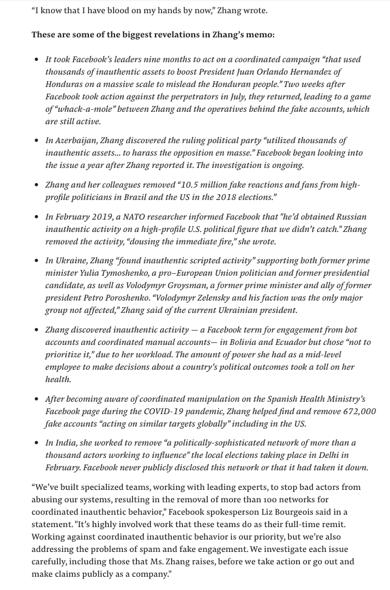 “I know that I have blood on my hands by now,” Zhang wrote.
These are some of the biggest revelations in Zhang’s memo:
• It took Facebook’s leaders nine months to act on a coordinated campaign “that used
thousands of inauthentic assets to boost President Juan Orlando Hernandez of
Honduras on a massive scale to mislead the Honduran people.” Two weeks after
Facebook took action against the perpetrators in July, they returned, leading to a game
of “whack-a-mole” between Zhang and the operatives behind the fake accounts, which
are still active.
• In Azerbaijan, Zhang discovered the ruling political party “utilized thousands of
inauthentic assets... to harass the opposition en masse.” Facebook began looking into
the issue a year after Zhang reported it. The investigation is ongoing.
• Zhang and her colleagues removed “10.5 million fake reactions and fans from high-
profile politicians in Brazil and the US in the 2018 elections.”
• In February 2019, a NATO researcher informed Facebook that "he’d obtained Russian
inauthentic activity on a high-profile U.S. political figure that we didn’t catch." Zhang
removed the activity, “dousing the immediate fire,” she wrote.
• In Ukraine, Zhang “found inauthentic scripted activity” supporting both former prime
minister Yulia Tymoshenko, a pro–European Union politician and former presidential
candidate, as well as Volodymyr Groysman, a former prime minister and ally of former
president Petro Poroshenko. “Volodymyr Zelensky and his faction was the only major
group not affected,” Zhang said of the current Ukrainian president.
• Zhang discovered inauthentic activity — a Facebook term for engagement from bot
accounts and coordinated manual accounts— in Bolivia and Ecuador but chose “not to
prioritize it,” due to her workload. The amount of power she had as a mid-level
employee to make decisions about a country’s political outcomes took a toll on her
health.
• After becoming aware of coordinated manipulation on the Spanish Health Ministry’s
Facebook page during the COVID-19 pandemic, Zhang helped find and remove 672,000
fake accounts “acting on similar targets globally” including in the US.
• In India, she worked to remove “a politically-sophisticated network of more than a
thousand actors working to influence” the local elections taking place in Delhi in
February. Facebook never publicly disclosed this network or that it had taken it down.
“We’ve built specialized teams, working with leading experts, to stop bad actors from
abusing our systems, resulting in the removal of more than 100 networks for
coordinated inauthentic behavior,” Facebook spokesperson Liz Bourgeois said in a
statement. “It’s highly involved work that these teams do as their full-time remit.
Working against coordinated inauthentic behavior is our priority, but we’re also
addressing the problems of spam and fake engagement. We investigate each issue
carefully, including those that Ms. Zhang raises, before we take action or go out and
make claims publicly as a company.”